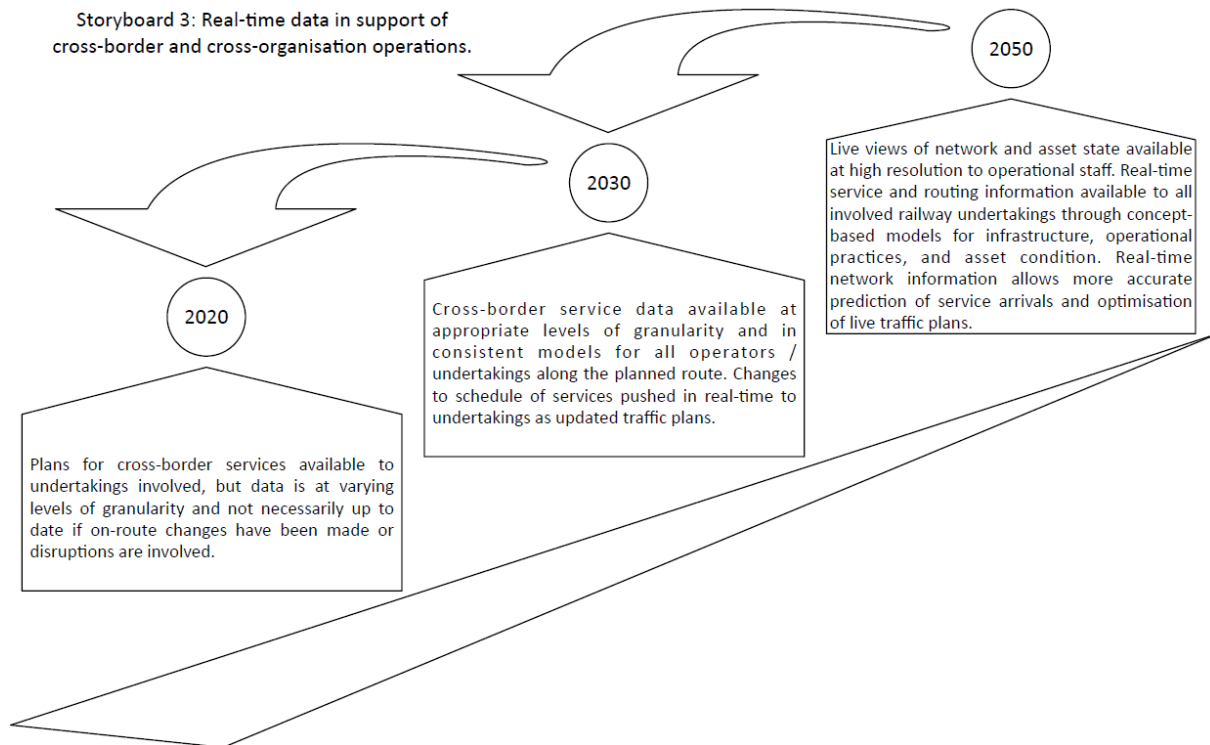 Storyboard 3: Real-time data in support of
cross-border and cross-organisation operations.
2050
Live views of network and asset state available
at high resolution to operational staff. Real-time
service and routing information available to all
involved railway undertakings through concept-
based models for infrastructure, operational
practices, and asset condition. Real-time
network information allows more accurate
prediction of service arrivals and optimisation
of live traffic plans.
2030
Cross-border service data available at
appropriate levels of granularity and in
consistent models for all operators /
undertakings along the planned route. Changes
to schedule of services pushed in real-time to
undertakings as updated traffic plans.
2020
Plans for cross-border services available to
undertakings involved, but data is at varying
levels of granularity and not necessarily up to
date if on-route changes have been made or
disruptions are involved.